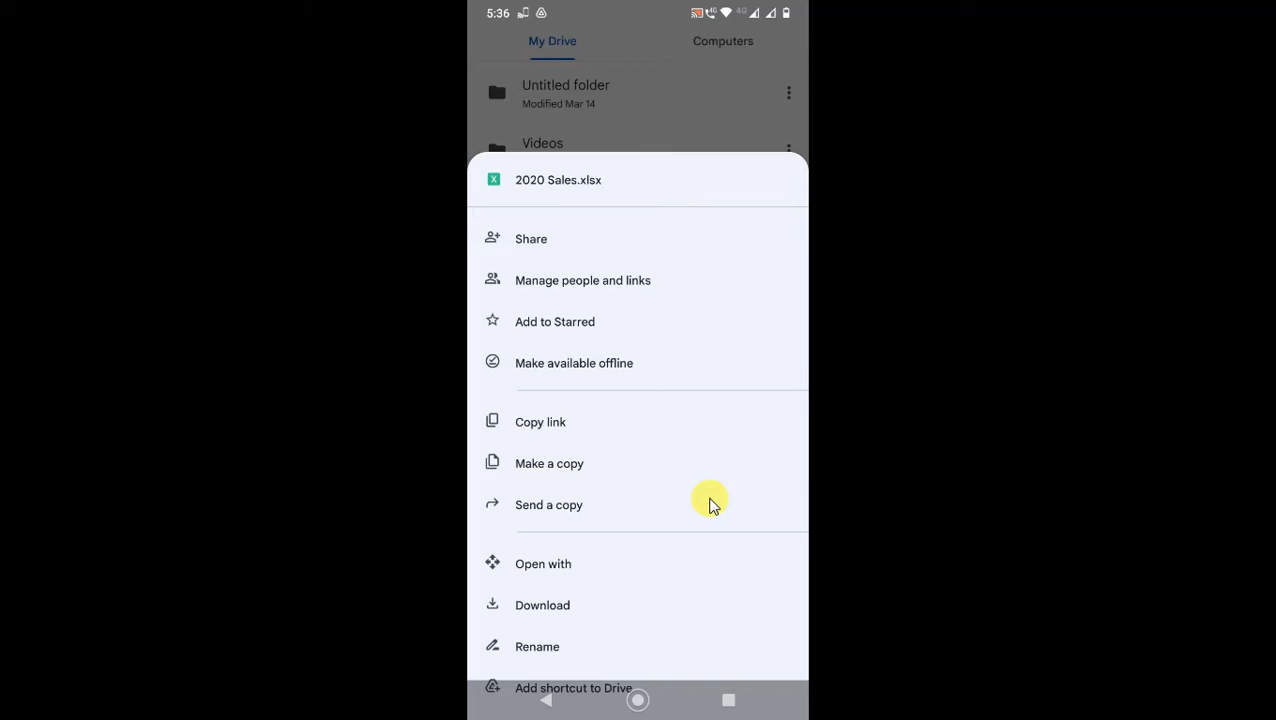 5:36
4G
4G
My Drive
Computers
Untitled folder
Modified Mar 14
Videos
X
2020 Sales.xlsx
Share
Manage people and links
Add to Starred
Make available offline
Copy link
Make a copy
Send a copy
Open with
Download
Rename
Add shortcut to Drive